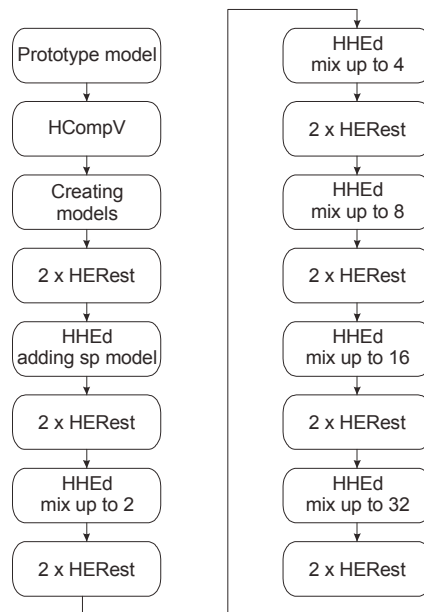 Prototype model
HCompV
Creating
models
2 x HERest
HHEd
adding sp model
2 x HERest
HHEd
mix up to 2
2 x HERest
HHEd
mix up to 4
2 x HERest
HHEd
mix up to 8
2 x HERest
HHEd
mix up to 16
2 x HERest
HHEd
mix up to 32
2 x HERest